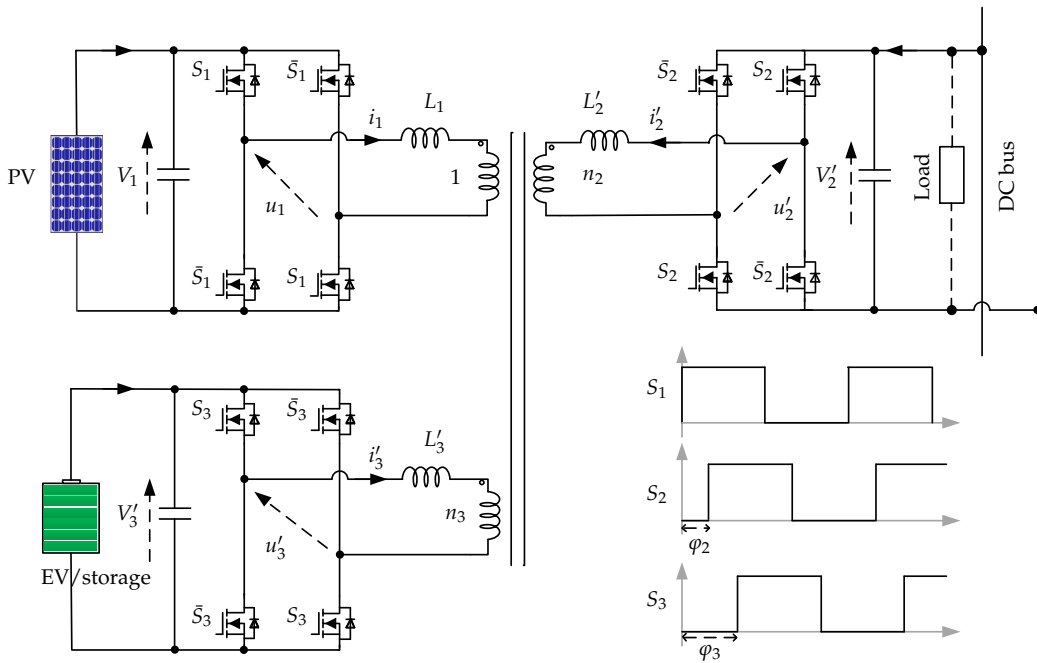 S₁ S̄₁
PV
V₁
i₁ L₁
u₁
1
S̄₁ S₁
n₂
L′₂ i′₂
S̄₂ S₂
u′₂
V′₂
S₂ S̄₂
Load
DC bus
S₃ S̄₃
V′₃
i′₃ L′₃
u′₃
n₃
EV/storage
S̄₃ S₃
S₁
S₂
φ₂
S₃
φ₃